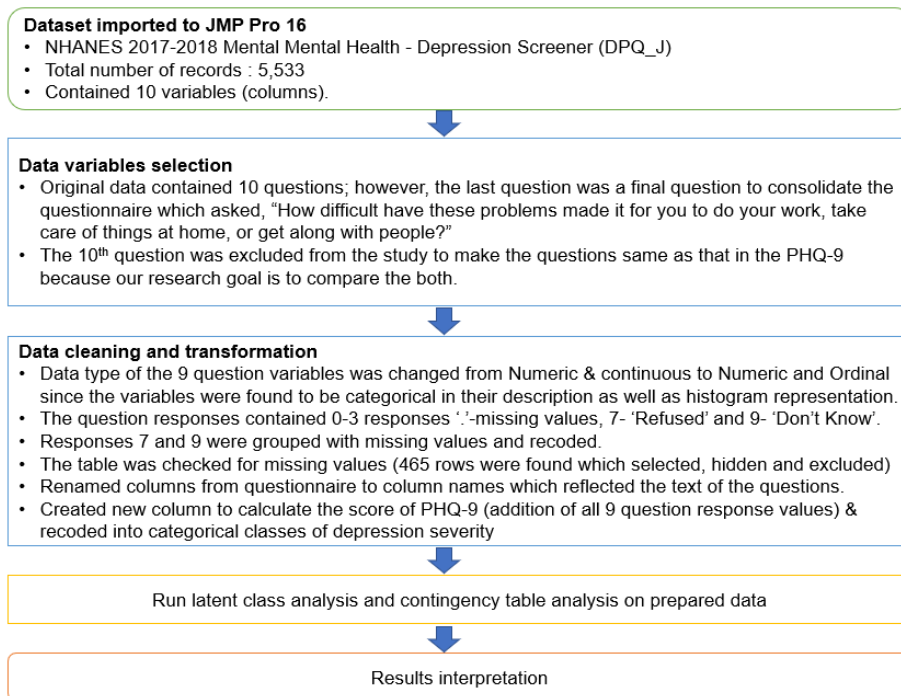 Dataset imported to JMP Pro 16
• NHANES 2017-2018 Mental Mental Health - Depression Screener (DPQ_J)
• Total number of records : 5,533
• Contained 10 variables (columns).
Data variables selection
• Original data contained 10 questions; however, the last question was a final question to consolidate the
questionnaire which asked, “How difficult have these problems made it for you to do your work, take
care of things at home, or get along with people?”
• The 10th question was excluded from the study to make the questions same as that in the PHQ-9
because our research goal is to compare the both.
Data cleaning and transformation
• Data type of the 9 question variables was changed from Numeric & continuous to Numeric and Ordinal
since the variables were found to be categorical in their description as well as histogram representation.
• The question responses contained 0-3 responses ‘.’-missing values, 7- ‘Refused’ and 9- ‘Don’t Know’.
• Responses 7 and 9 were grouped with missing values and recoded.
• The table was checked for missing values (465 rows were found which selected, hidden and excluded)
• Renamed columns from questionnaire to column names which reflected the text of the questions.
• Created new column to calculate the score of PHQ-9 (addition of all 9 question response values) &
recoded into categorical classes of depression severity
Run latent class analysis and contingency table analysis on prepared data
Results interpretation